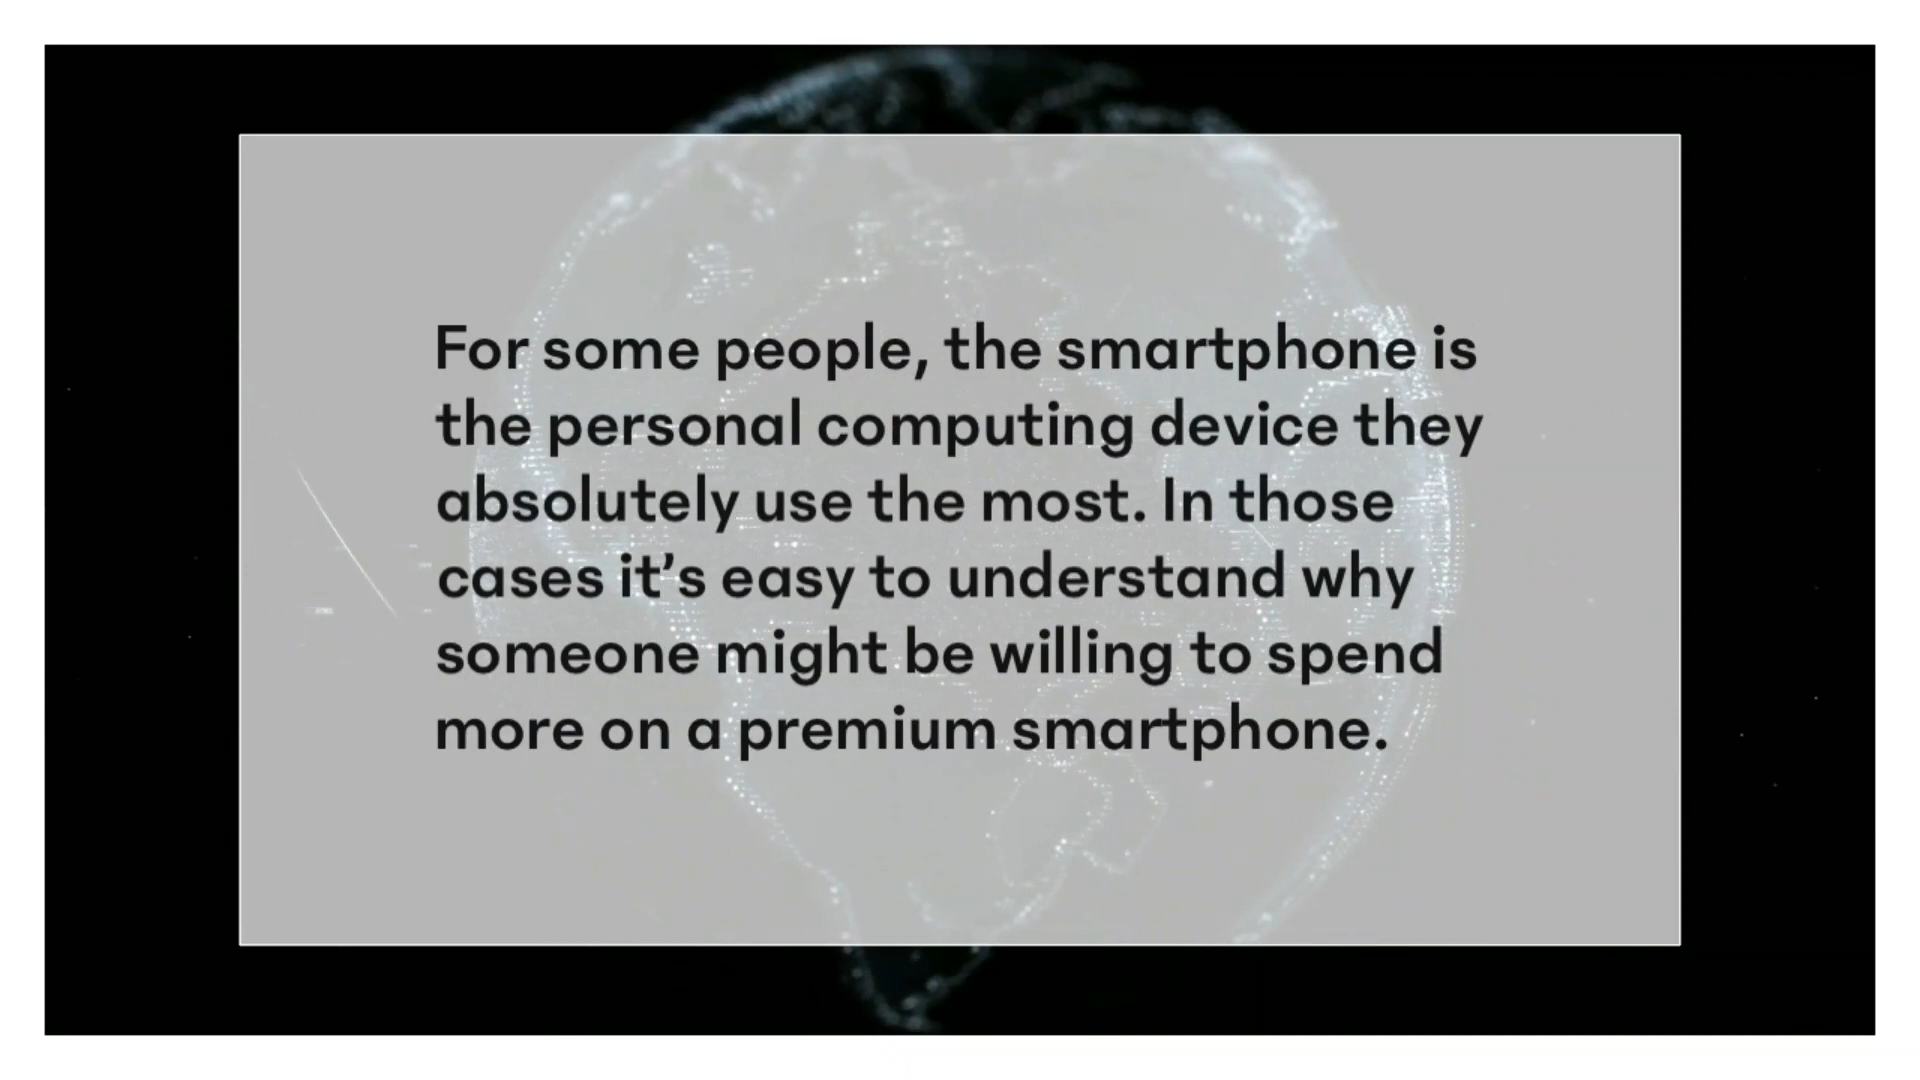 For some people, the smartphone is
the personal computing device they
absolutely use the most. In those
cases it’s easy to understand why
someone might be willing to spend
more on a premium smartphone.